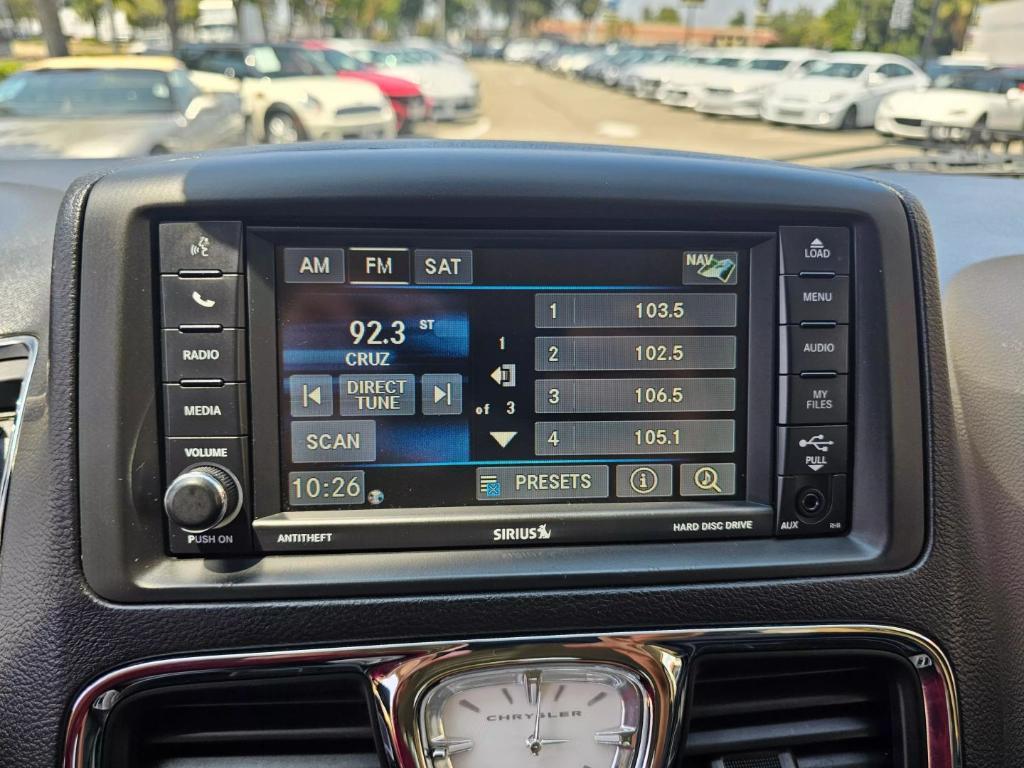 AM FM SAT NAV
LOAD
MENU
AUDIO
MY
FILES
PULL
AUX RHB
RADIO
MEDIA
VOLUME
PUSH ON
92.3 ST
CRUZ
DIRECT
TUNE
SCAN
10:26
1
of 3
1 103.5
2 102.5
3 106.5
4 105.1
PRESETS
ANTITHEFT SIRIUS HARD DISC DRIVE
CHRYSLER